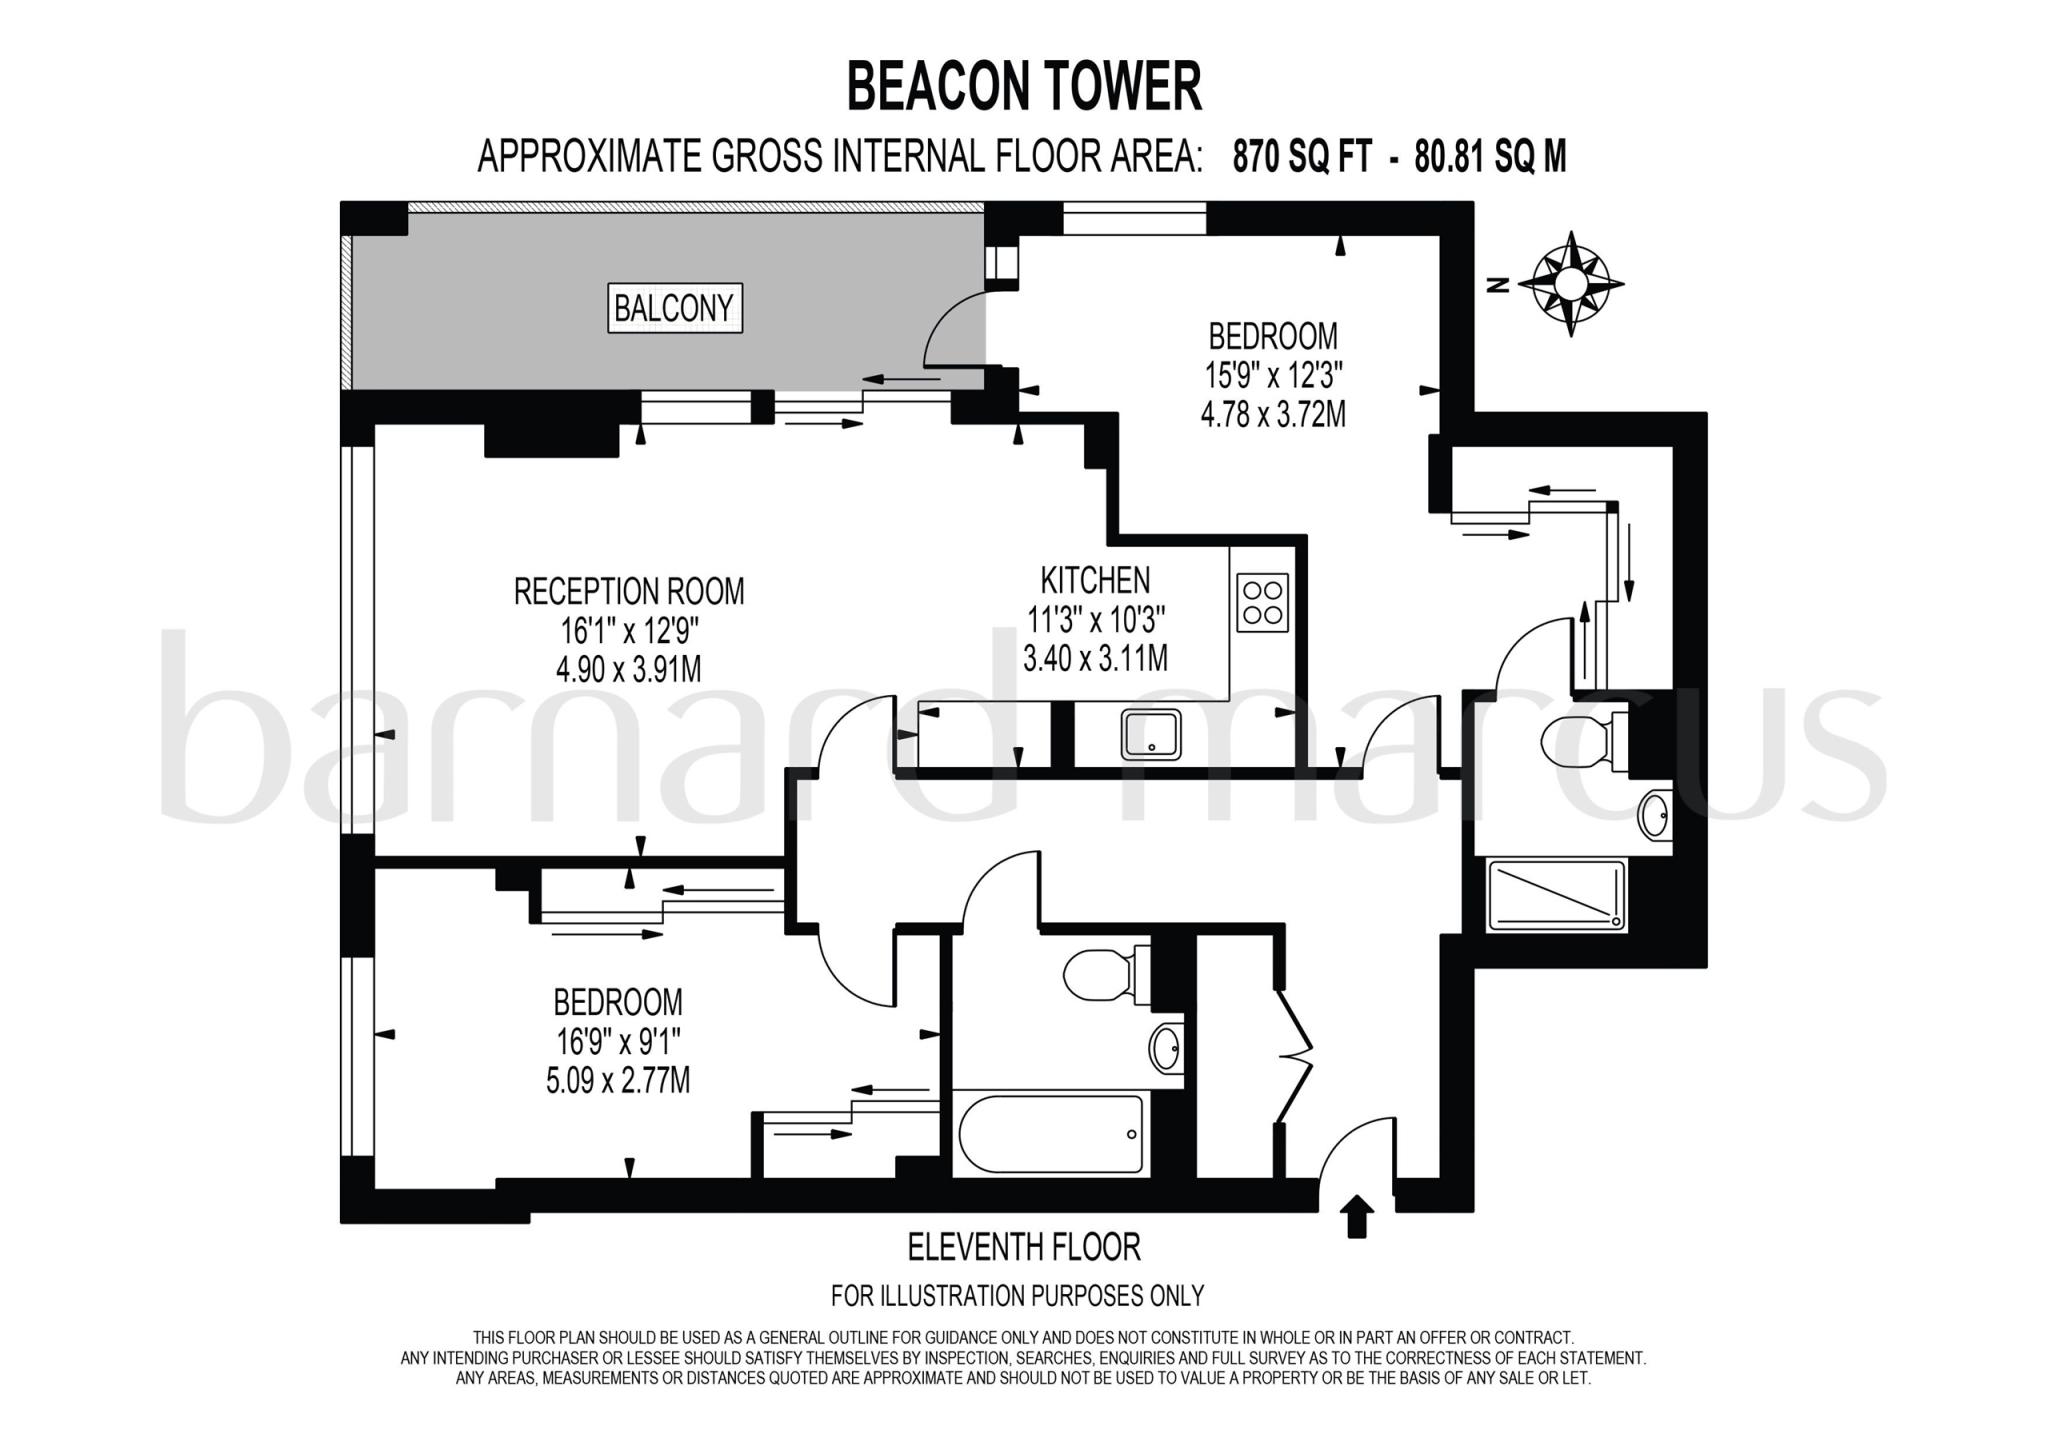 BEACON TOWER
APPROXIMATE GROSS INTERNAL FLOOR AREA: 870 SQ FT - 80.81 SQ M
N
BALCONY
BEDROOM
15'9" x 12'3"
4.78 x 3.72M
RECEPTION ROOM
16'1" x 12'9"
4.90 x 3.91M
KITCHEN
11'3" x 10'3"
3.40 x 3.11M
barnard marcus
BEDROOM
16'9" x 9'1"
5.09 x 2.77M
ELEVENTH FLOOR
FOR ILLUSTRATION PURPOSES ONLY
THIS FLOOR PLAN SHOULD BE USED AS A GENERAL OUTLINE FOR GUIDANCE ONLY AND DOES NOT CONSTITUTE IN WHOLE OR IN PART AN OFFER OR CONTRACT.
ANY INTENDING PURCHASER OR LESSEE SHOULD SATISFY THEMSELVES BY INSPECTION, SEARCHES, ENQUIRIES AND FULL SURVEY AS TO THE CORRECTNESS OF EACH STATEMENT.
ANY AREAS, MEASUREMENTS OR DISTANCES QUOTED ARE APPROXIMATE AND SHOULD NOT BE USED TO VALUE A PROPERTY OR BE THE BASIS OF ANY SALE OR LET.